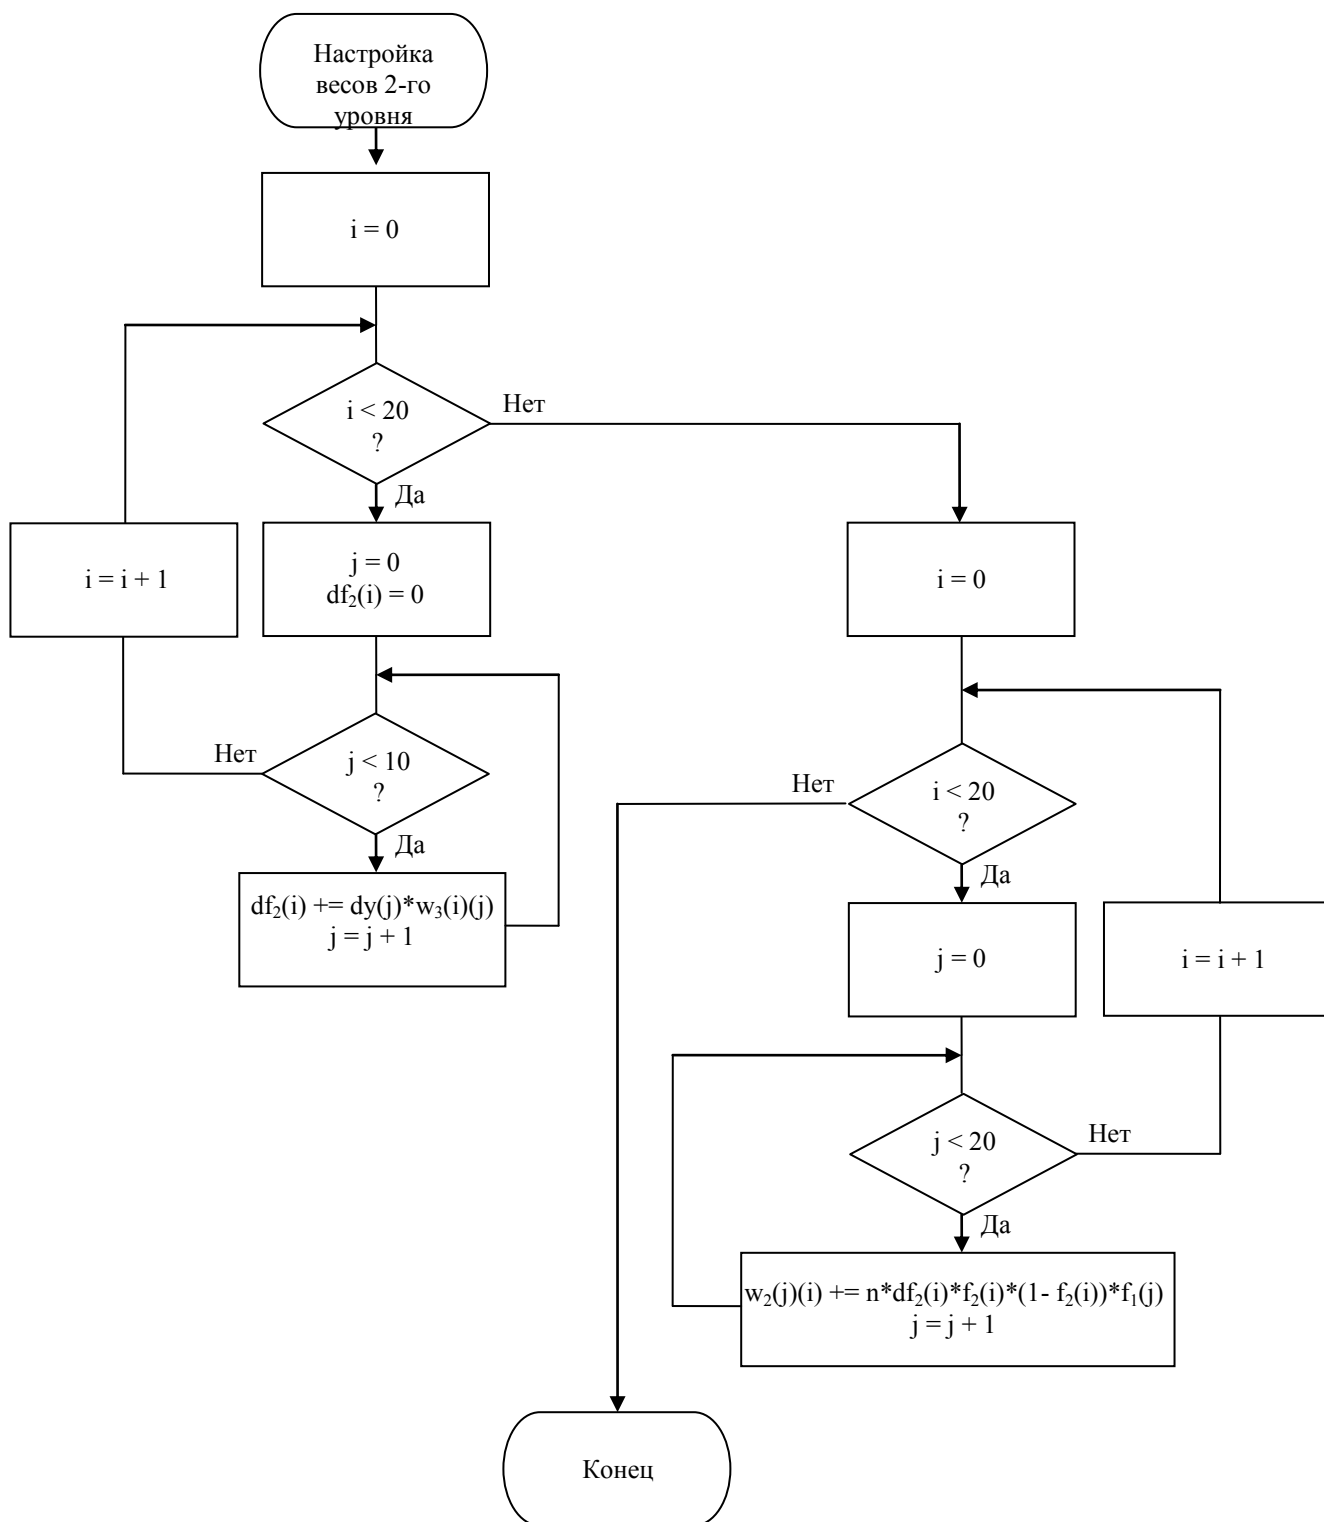 Настройка
весов 2-го
уровня
i = 0
i < 20
?
Нет
Да
i = i + 1
j = 0
df₂(i) = 0
j < 10
?
Нет
Да
df₂(i) += dy(j)*w₃(i)(j)
j = j + 1
i = 0
i < 20
?
Нет
Да
j = 0
i = i + 1
j < 20
?
Нет
Да
w₂(j)(i) += n*df₂(i)*f₂(i)*(1- f₂(i))*f₁(j)
j = j + 1
Конец